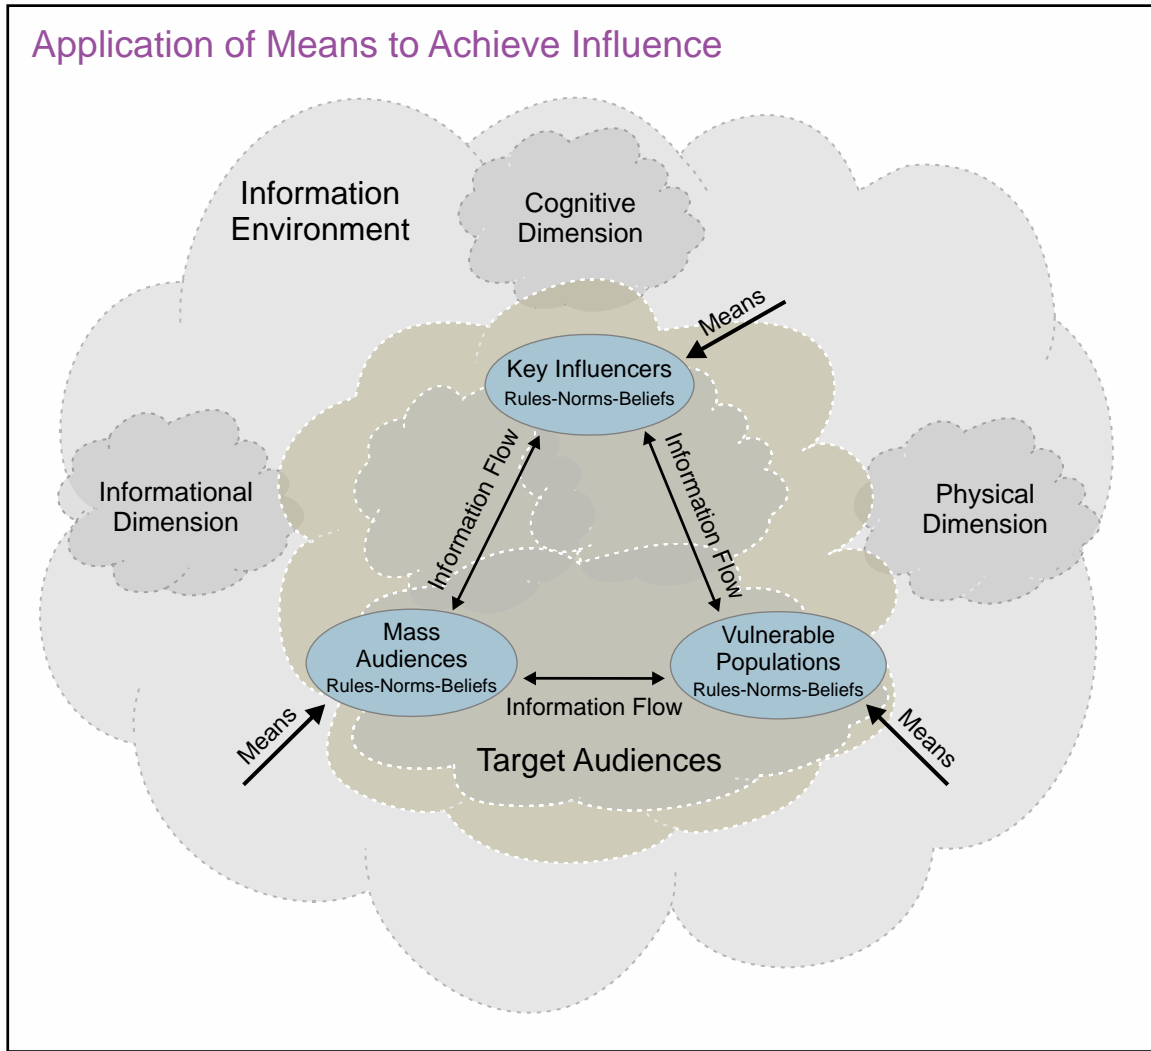 Application of Means to Achieve Influence
Information
Environment
Cognitive
Dimension
Means
Key Influencers
Rules-Norms-Beliefs
Informational
Dimension
Information Flow
Information Flow
Physical
Dimension
Mass
Audiences
Rules-Norms-Beliefs
Vulnerable
Populations
Rules-Norms-Beliefs
Information Flow
Means
Target Audiences
Means